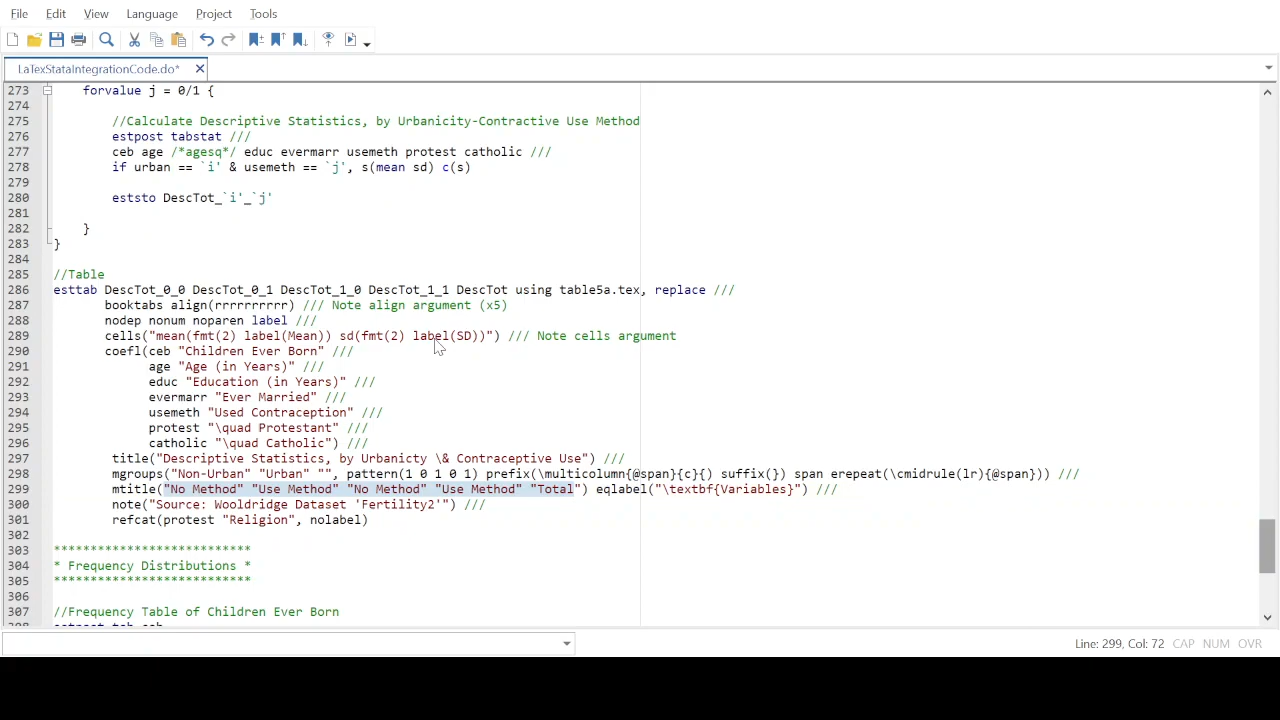 File Edit View Language Project Tools
LaTexStataIntegrationCode.do*
273 forvalue j = 0/1 {
274
275 //Calculate Descriptive Statistics, by Urbanicity-Contractive Use Method
276 estpost tabstat ///
277 ceb age /*agesq*/ educ evermarr usemeth protest catholic ///
278 if urban == `i' & usemeth == `j', s(mean sd) c(s)
279
280 eststo DescTot_`i'_`j'
281
282 }
283 }
284
285 //Table
286 esttab DescTot_0_0 DescTot_0_1 DescTot_1_0 DescTot_1_1 DescTot using table5a.tex, replace ///
287 booktabs align(rrrrrrrrrr) /// Note align argument (x5)
288 nodep nonum noparen label ///
289 cells("mean(fmt(2) label(Mean)) sd(fmt(2) label(SD))") /// Note cells argument
290 coefl(ceb "Children Ever Born" ///
291 age "Age (in Years)" ///
292 educ "Education (in Years)" ///
293 evermarr "Ever Married" ///
294 usemeth "Used Contraception" ///
295 protest "\quad Protestant" ///
296 catholic "\quad Catholic") ///
297 title("Descriptive Statistics, by Urbanicty \& Contraceptive Use") ///
298 mgroups("Non-Urban" "Urban" "", pattern(1 0 1 0 1) prefix(\multicolumn{@span}{c}{) suffix(}) span erepeat(\cmidrule(lr){@span})) ///
299 mtitle("No Method" "Use Method" "No Method" "Use Method" "Total") eqlabel("\textbf{Variables}") ///
300 note("Source: Wooldridge Dataset 'Fertility2'") ///
301 refcat(protest "Religion", nolabel)
302
303 ***************************
304 * Frequency Distributions *
305 ***************************
306
307 //Frequency Table of Children Ever Born
Line: 299, Col: 72 CAP NUM OVR